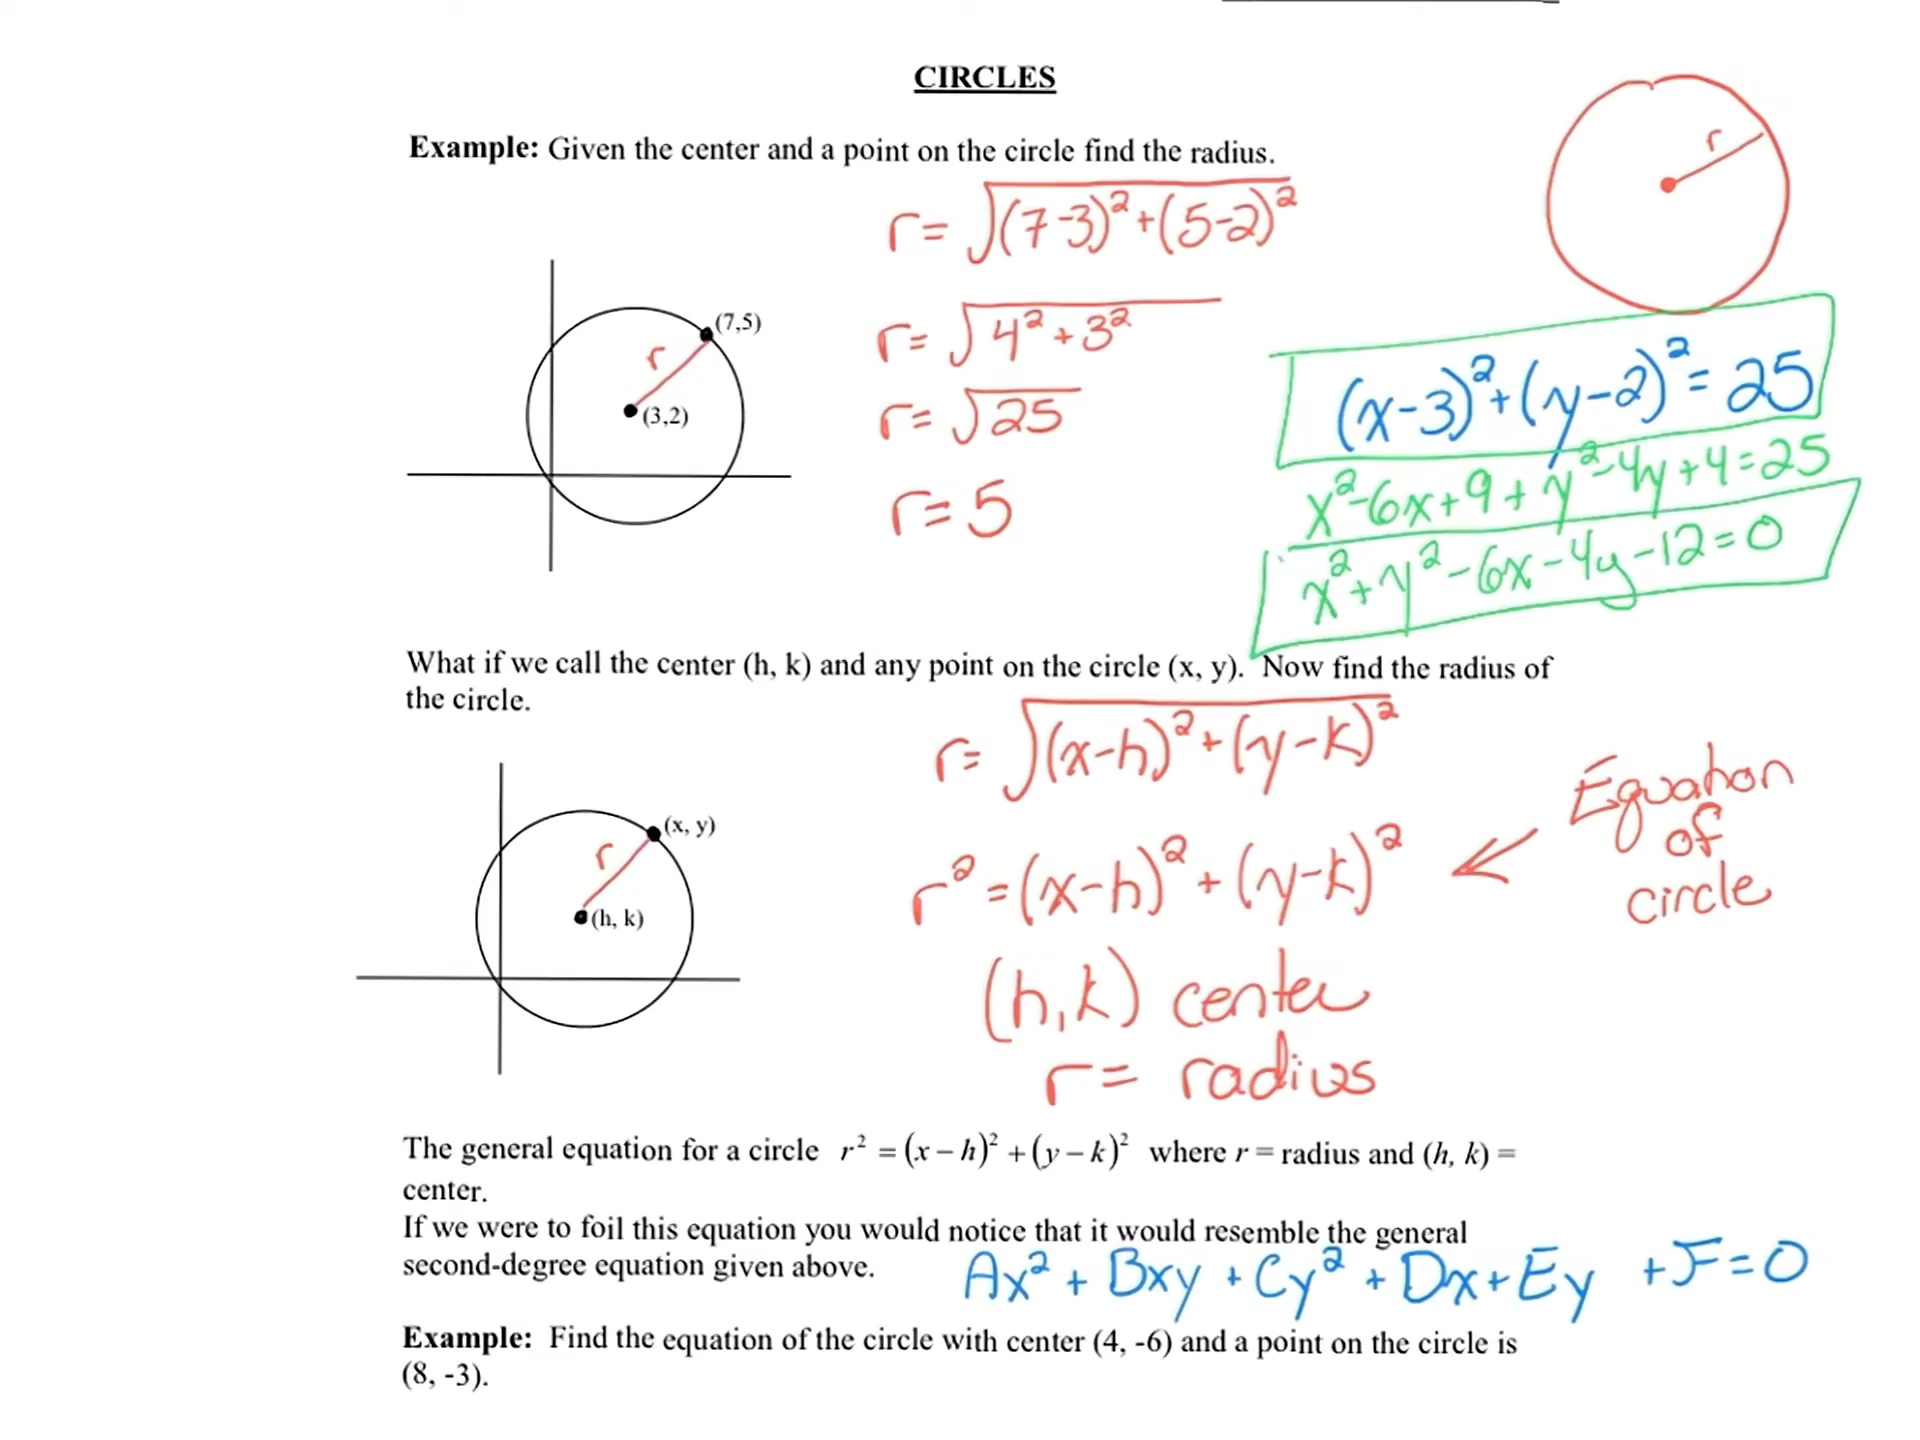 CIRCLES
Example: Given the center and a point on the circle find the radius.
r
r = √(7-3)² + (5-2)²
(7,5)
r
(3,2)
r = √4² + 3²
r = √25
r = 5
(x-3)² + (y-2)² = 25
x² - 6x + 9 + y² - 4y + 4 = 25
x² + y² - 6x - 4y - 12 = 0
What if we call the center (h, k) and any point on the circle (x, y). Now find the radius of
the circle.
r = √(x-h)² + (y-k)²
(x, y)
r
(h, k)
r² = (x-h)² + (y-k)²
Equation
of
circle
(h,k) center
r = radius
The general equation for a circle r² = (x – h)² + (y – k)² where r = radius and (h, k) =
center.
If we were to foil this equation you would notice that it would resemble the general
second-degree equation given above.
Ax² + Bxy + Cy² + Dx + Ey + F = 0
Example: Find the equation of the circle with center (4, -6) and a point on the circle is
(8, -3).